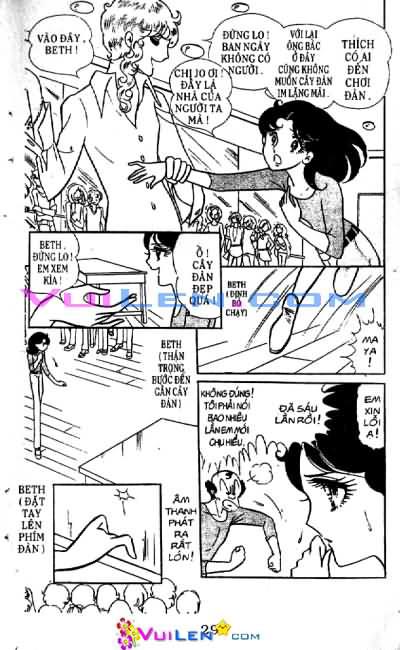 VÀO ĐÂY,
BETH!
CHỊ JO ƠI!
ĐÂY LÀ
NHÀ CỦA
NGƯỜI TA
MÀ!
ĐỪNG LO!
BAN NGÀY
KHÔNG CÓ
NGƯỜI.
VỚI LẠI
ÔNG BÁC
Ở ĐÂY
CŨNG KHÔNG
MUỐN CÂY ĐÀN
IM LẶNG MÃI.
THÍCH
CÓ AI
ĐẾN
CHƠI
ĐÀN.
BETH,
ĐỪNG LO!
EM XEM
KÌA!
Ồ!
CÂY
ĐÀN
ĐẸP
QUÁ
BETH
(ĐỊNH
BỎ
CHẠY)
MA
YA!
VUILEN.COM
BETH
(THẬN
TRỌNG
BƯỚC ĐẾN
GẦN CÂY
ĐÀN)
KHÔNG ĐÚNG!
TÔI PHẢI NÓI
BAO NHIÊU
LẦN EM MỚI
CHỊU HIỂU.
ĐÃ SÁU
LẦN RỒI!
EM
XIN
LỖI
Ạ!
BETH
(ĐẶT
TAY
LÊN
PHÍM
ĐÀN)
ÂM
THANH
PHÁT
RA
RẤT
LỚN!
29
VUILEN.COM